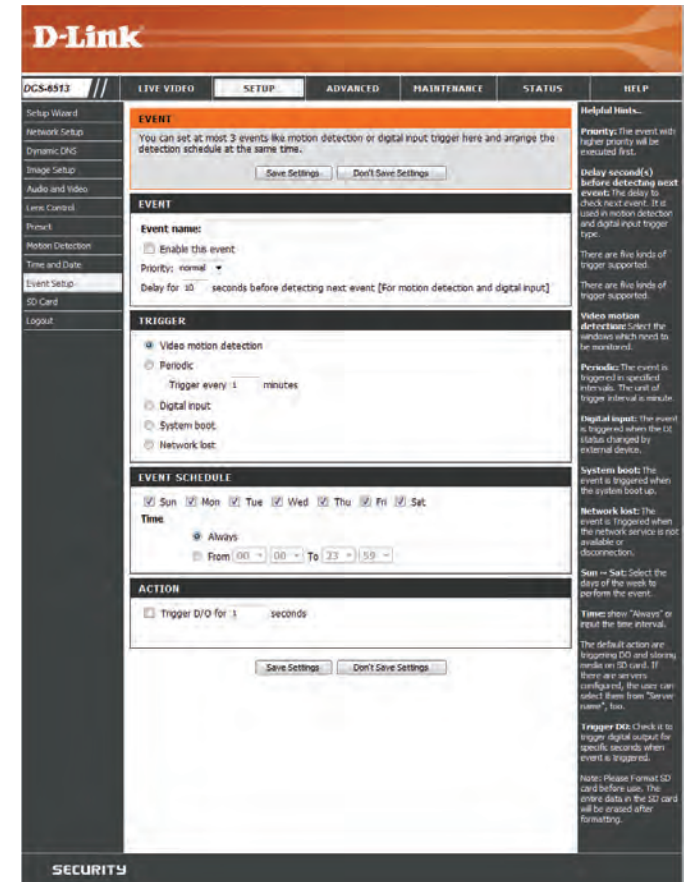 D-Link
DCS-6513
LIVE VIDEO
SETUP
ADVANCED
MAINTENANCE
STATUS
HELP
Setup Wizard
Network Setup
Dynamic DNS
Image Setup
Audio and Video
Lens Control
Preset
Motion Detection
Time and Date
Event Setup
SD Card
Logout
EVENT
You can set at most 3 events like motion detection or digital input trigger here and arrange the
detection schedule at the same time.
Save Settings Don't Save Settings
EVENT
Event name:
Enable this event
Priority: normal
Delay for 10 seconds before detecting next event [For motion detection and digital input]
TRIGGER
Video motion detection
Periodic
Trigger every 1 minutes
Digital input
System boot
Network lost
EVENT SCHEDULE
Sun Mon Tue Wed Thu Fri Sat
Time
Always
From 00 00 To 23 59
ACTION
Trigger D/O for 1 seconds
Save Settings Don't Save Settings
Helpful Hints...
Priority: The event with
higher priority will be
executed first.
Delay second(s)
before detecting next
event: The delay to
check next event. It is
used in motion detection
and digital input trigger
type.
There are five kinds of
trigger supported.
There are five kinds of
trigger supported.
Video motion
detection: Select the
windows which need to
be monitored.
Periodic: The event is
triggered in specified
intervals. The unit of
trigger interval is minute.
Digital input: The event
is triggered when the DI
status changed by
external device.
System boot: The
event is triggered when
the system boot up.
Network lost: The
event is Triggered when
the network service is not
available or
disconnection.
Sun ~ Sat: Select the
days of the week to
perform the event.
Time: show "Always" or
input the time interval.
The default action are
triggering DO and storing
media on SD card. If
there are servers
configured, the user can
select them from "Server
name", too.
Trigger DO: Check it to
trigger digital output for
specific seconds when
event is triggered.
Note: Please Format SD
card before use. The
entire data in the SD card
will be erased after
formatting.
SECURITY